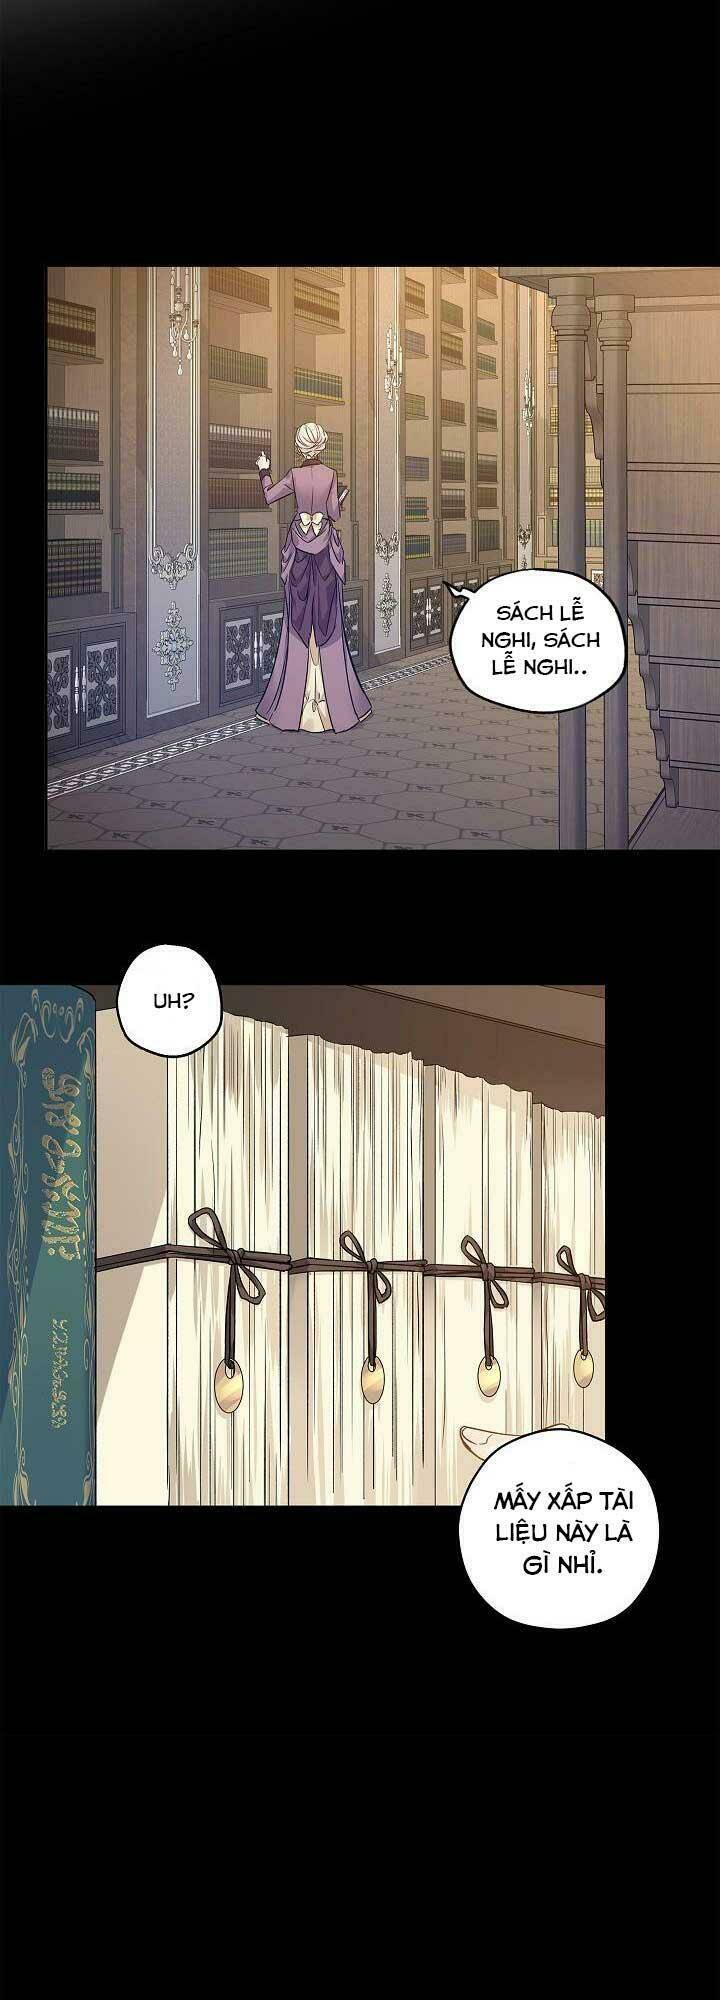 SÁCH LỄ
NGHI, SÁCH
LỄ NGHI..
UH?
MẤY XẤP TÀI
LIỆU NÀY LÀ
GÌ NHỈ.